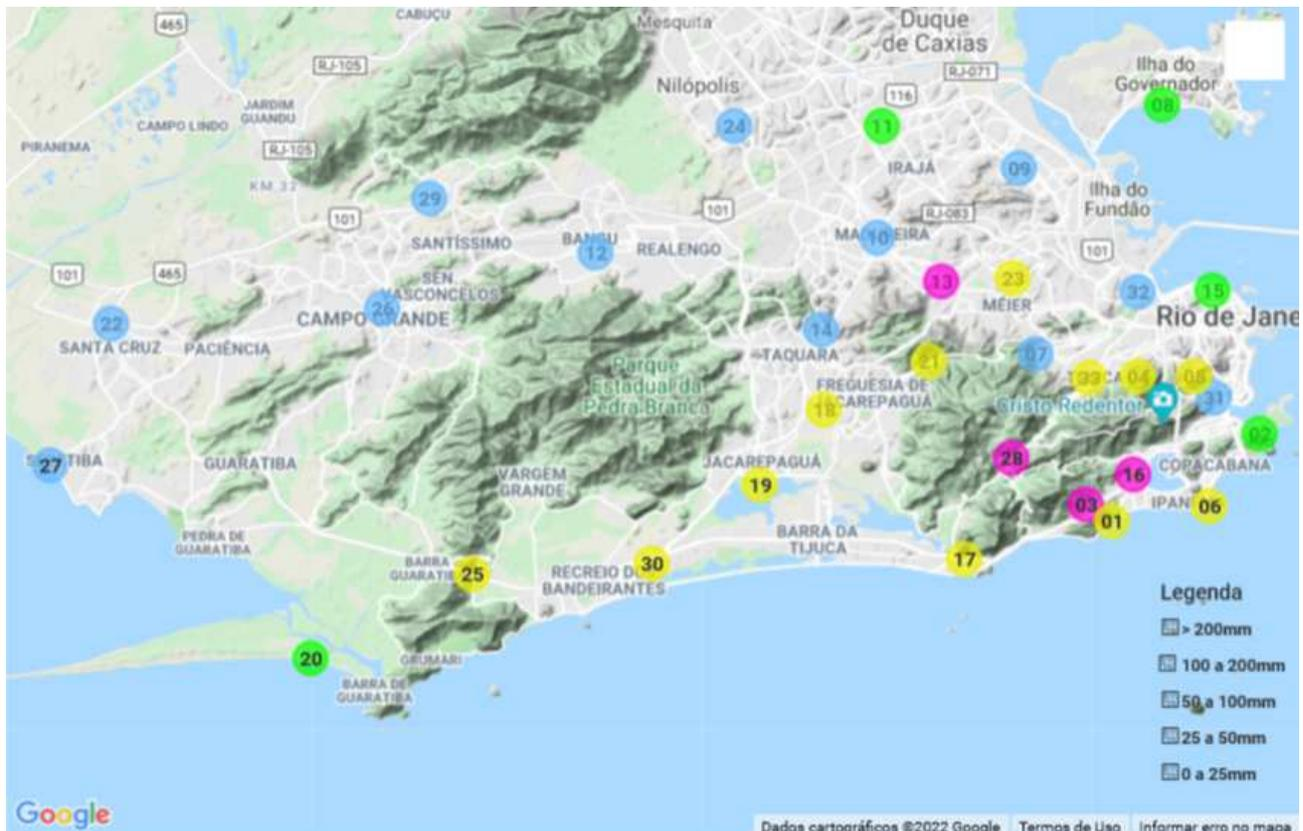 465
CABUÇU
Mesquita
Duque
de Caxias
RJ-105
RJ-071
Ilha do
Governador
Nilópolis
116
08
JARDIM
GUANDU
CAMPO LINDO
24
11
PIRANEMA
RJ-105
IRAJÁ
09
KM 32
Ilha do
Fundão
29
101
101
RJ-083
SANTÍSSIMO
BANGU
REALENGO
10
12
101
101
465
SEN
VASCONCELOS
13
23
32
15
MÉIER
26
CAMPO GRANDE
Rio de Jane
22
14
SANTA CRUZ
PACIÊNCIA
TAQUARA
07
21
Parque
Estadual da
Pedra Branca
33
04
05
FREGUESIA DE
JACAREPAGUÁ
Cristo Redentor
31
18
02
27
GUARATIBA
JACAREPAGUÁ
28
COPACABANA
VARGEM
GRANDE
16
19
03
06
01
PEDRA DE
GUARATIBA
BARRA DA
TIJUCA
17
30
25
RECREIO DOS
BANDEIRANTES
Legenda
> 200mm
20
GRUMARI
100 a 200mm
BARRA DE
GUARATIBA
50 a 100mm
25 a 50mm
0 a 25mm
Google
Dados cartográficos ©2022 Google
Termos de Uso
Informar erro no mapa